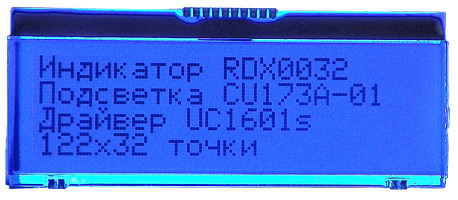 Индикатор RDX0032
Подсветка CU173A-01
Драйвер UC1601s
122x32 точки